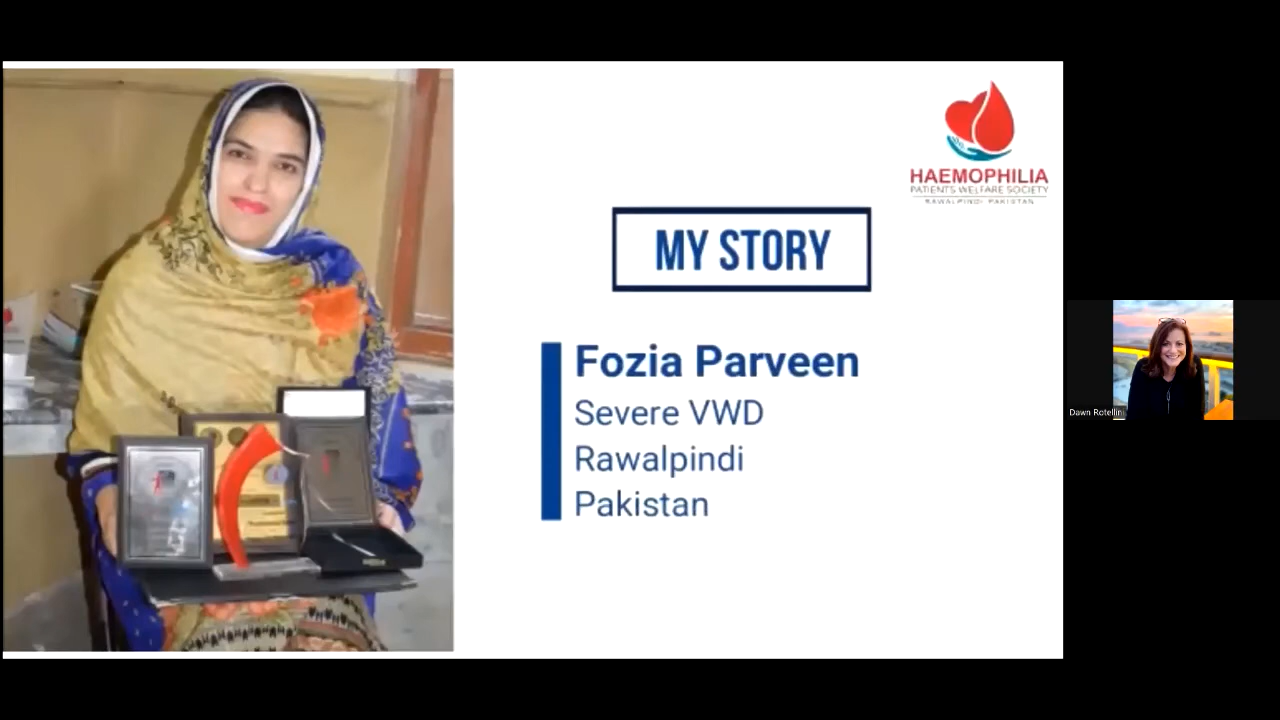 HAEMOPHILIA
PATIENTS WELFARE SOCIETY
RAWALPINDI PAKISTAN
MY STORY
Fozia Parveen
Severe VWD
Rawalpindi
Pakistan
Dawn Rotellini